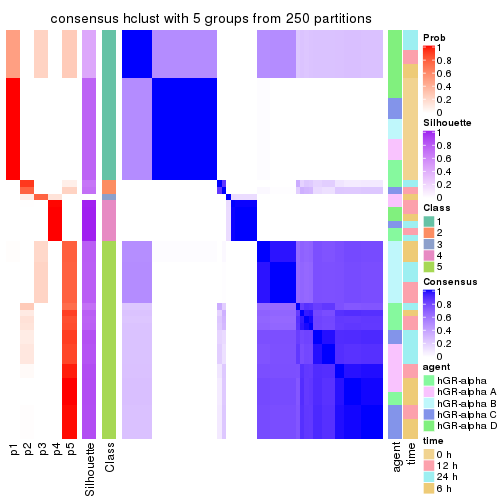 consensus hclust with 5 groups from 250 partitions
Prob
1
0.8
0.6
0.4
0.2
0
Silhouette
1
0.8
0.6
0.4
0.2
0
Class
1
2
3
4
5
Consensus
1
0.8
0.6
0.4
0.2
0
agent
hGR-alpha
hGR-alpha A
hGR-alpha B
hGR-alpha C
hGR-alpha D
time
0 h
12 h
24 h
6 h
p1
p2
p3
p4
p5
Silhouette
Class
agent
time